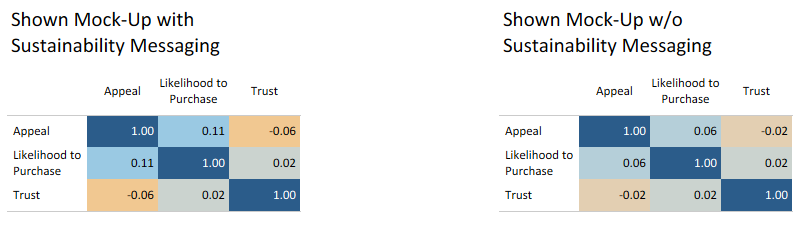 Shown Mock-Up with
Sustainability Messaging
Appeal
Likelihood to
Purchase
Trust
Appeal 1.00 0.11 -0.06
Likelihood to
Purchase 0.11 1.00 0.02
Trust -0.06 0.02 1.00
Shown Mock-Up w/o
Sustainability Messaging
Appeal
Likelihood to
Purchase
Trust
Appeal 1.00 0.06 -0.02
Likelihood to
Purchase 0.06 1.00 0.02
Trust -0.02 0.02 1.00